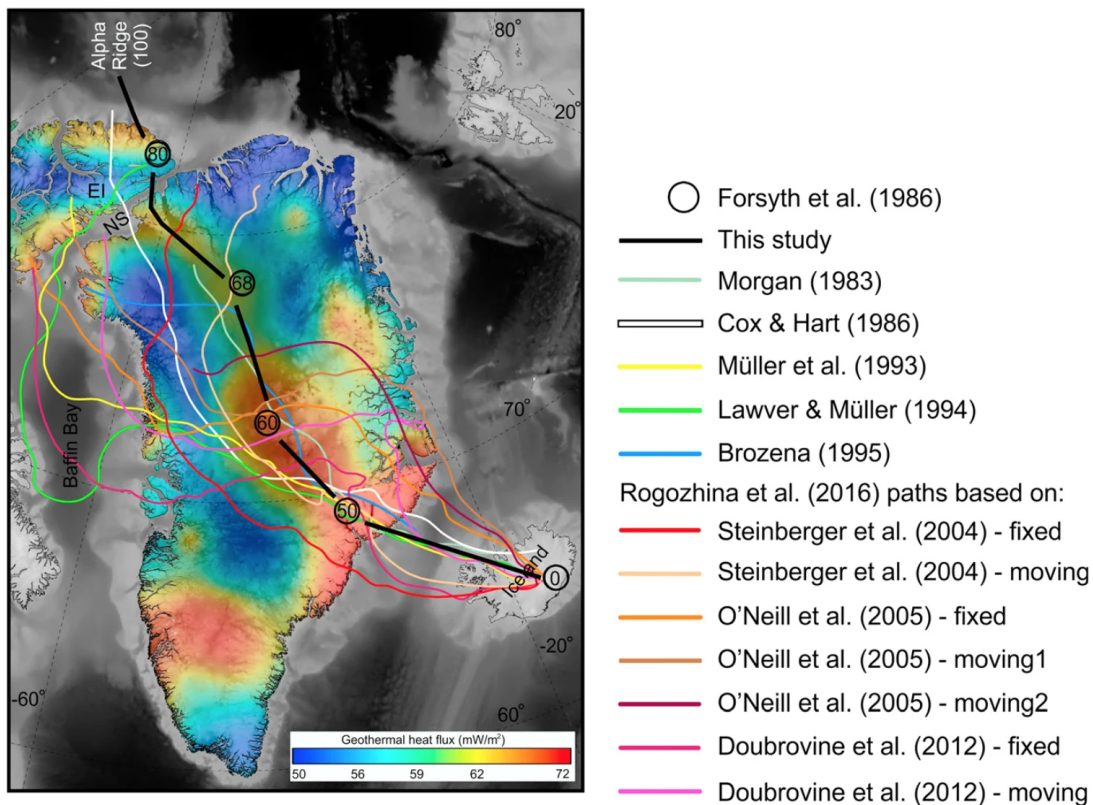 Alpha
Ridge
(100)
80°
20°
80
EI
NS
68
70°
60
Baffin Bay
50
Iceland
0
-20°
-60°
60°
Geothermal heat flux (mW/m²)
50 56 59 62 72
Forsyth et al. (1986)
This study
Morgan (1983)
Cox & Hart (1986)
Müller et al. (1993)
Lawver & Müller (1994)
Brozena (1995)
Rogozhina et al. (2016) paths based on:
Steinberger et al. (2004) - fixed
Steinberger et al. (2004) - moving
O'Neill et al. (2005) - fixed
O'Neill et al. (2005) - moving1
O'Neill et al. (2005) - moving2
Doubrovine et al. (2012) - fixed
Doubrovine et al. (2012) - moving